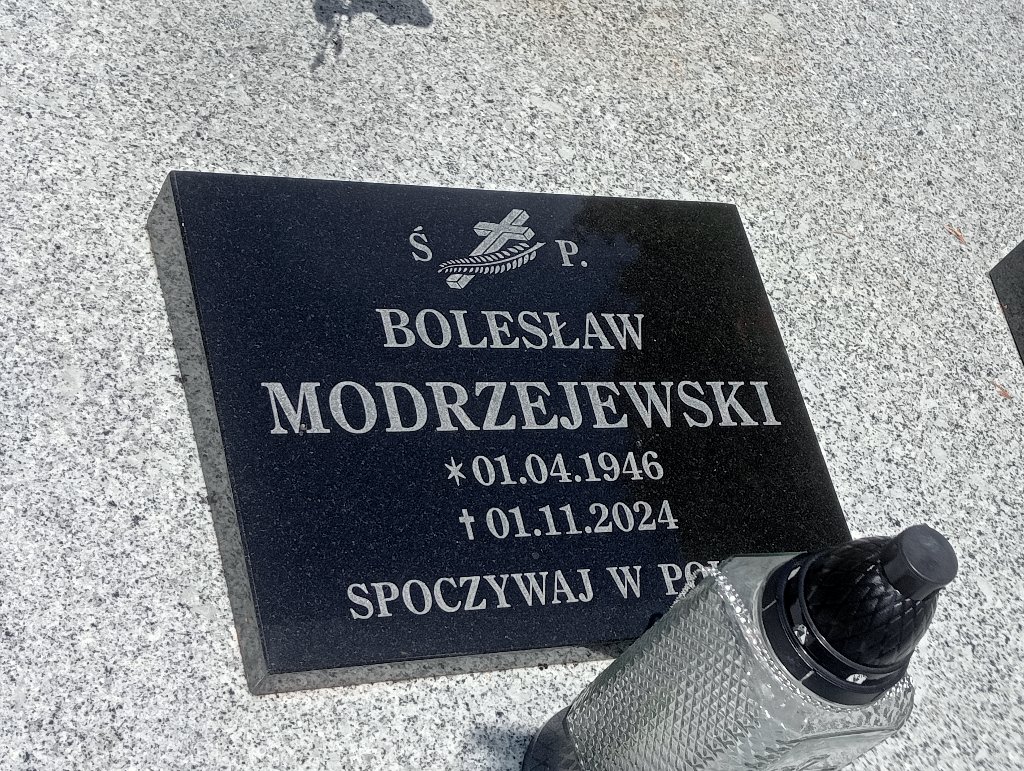 Ś P.
BOLESŁAW
MODRZEJEWSKI
*01.04.1946
†01.11.2024
SPOCZYWAJ W